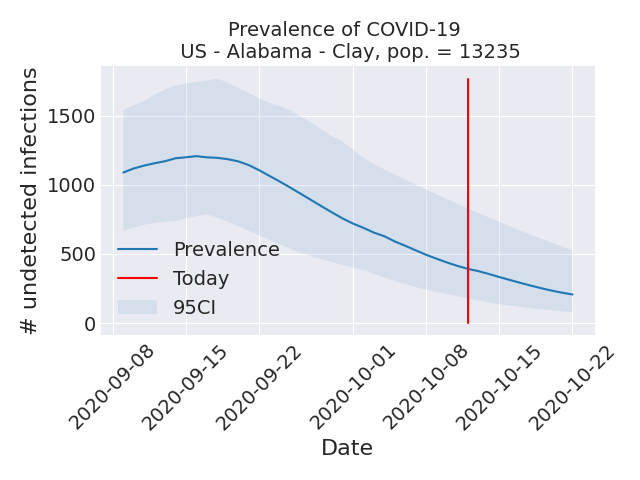 Prevalence of COVID-19
US - Alabama - Clay, pop. = 13235
# undetected infections
1500
1000
500
0
Prevalence
Today
95CI
2020-09-08
2020-09-15
2020-09-22
2020-10-01
2020-10-08
2020-10-15
2020-10-22
Date